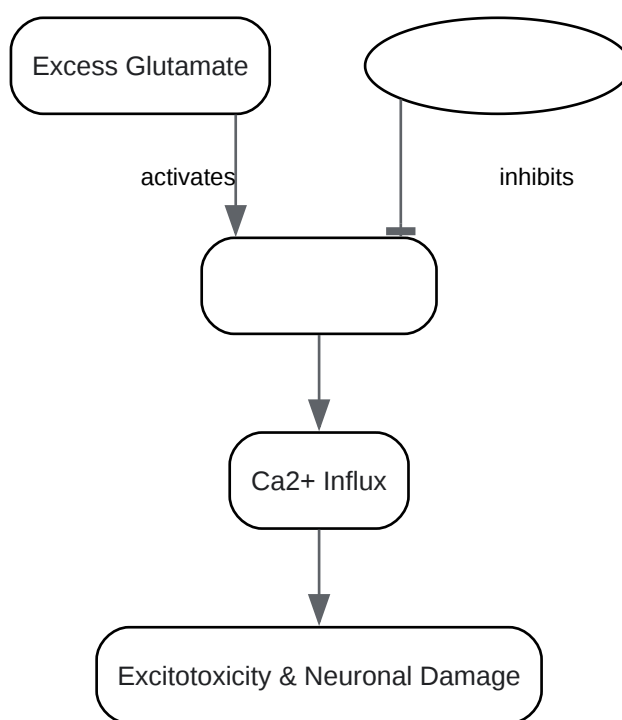 Excess Glutamate
activates
inhibits
Ca2+ Influx
Excitotoxicity & Neuronal Damage